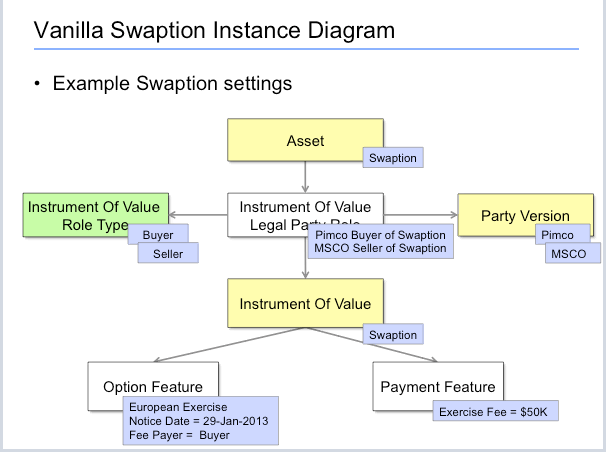 Vanilla Swaption Instance Diagram
• Example Swaption settings
Asset
Swaption
Instrument Of Value
Role Type
Buyer
Seller
Instrument Of Value
Legal Party Role
Pimco Buyer of Swaption
MSCO Seller of Swaption
Party Version
Pimco
MSCO
Instrument Of Value
Swaption
Option Feature
European Exercise
Notice Date = 29-Jan-2013
Fee Payer = Buyer
Payment Feature
Exercise Fee = $50K